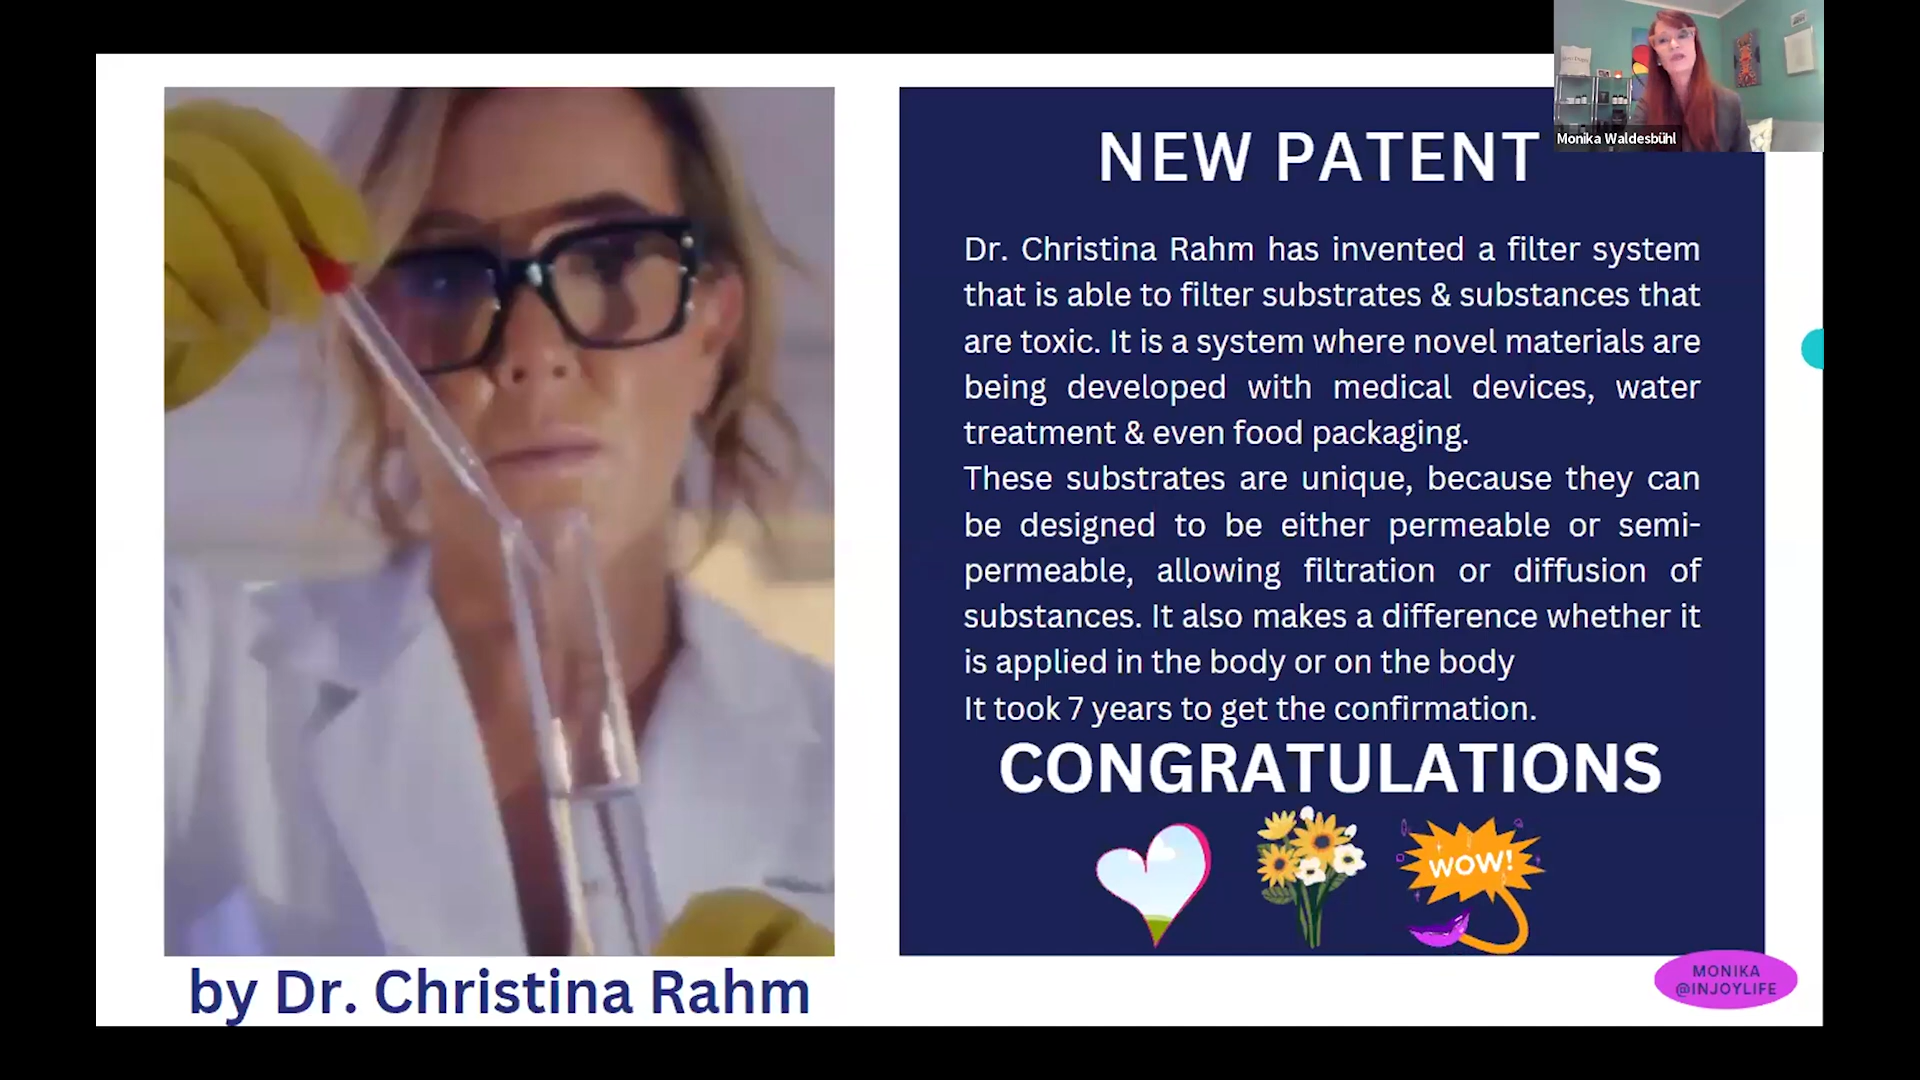 Monika Waldesbühl
NEW PATENT
Dr. Christina Rahm has invented a filter system
that is able to filter substrates & substances that
are toxic. It is a system where novel materials are
being developed with medical devices, water
treatment & even food packaging.
These substrates are unique, because they can
be designed to be either permeable or semi-
permeable, allowing filtration or diffusion of
substances. It also makes a difference whether it
is applied in the body or on the body
It took 7 years to get the confirmation.
CONGRATULATIONS
WOW!
by Dr. Christina Rahm
MONIKA
@INJOYLIFE